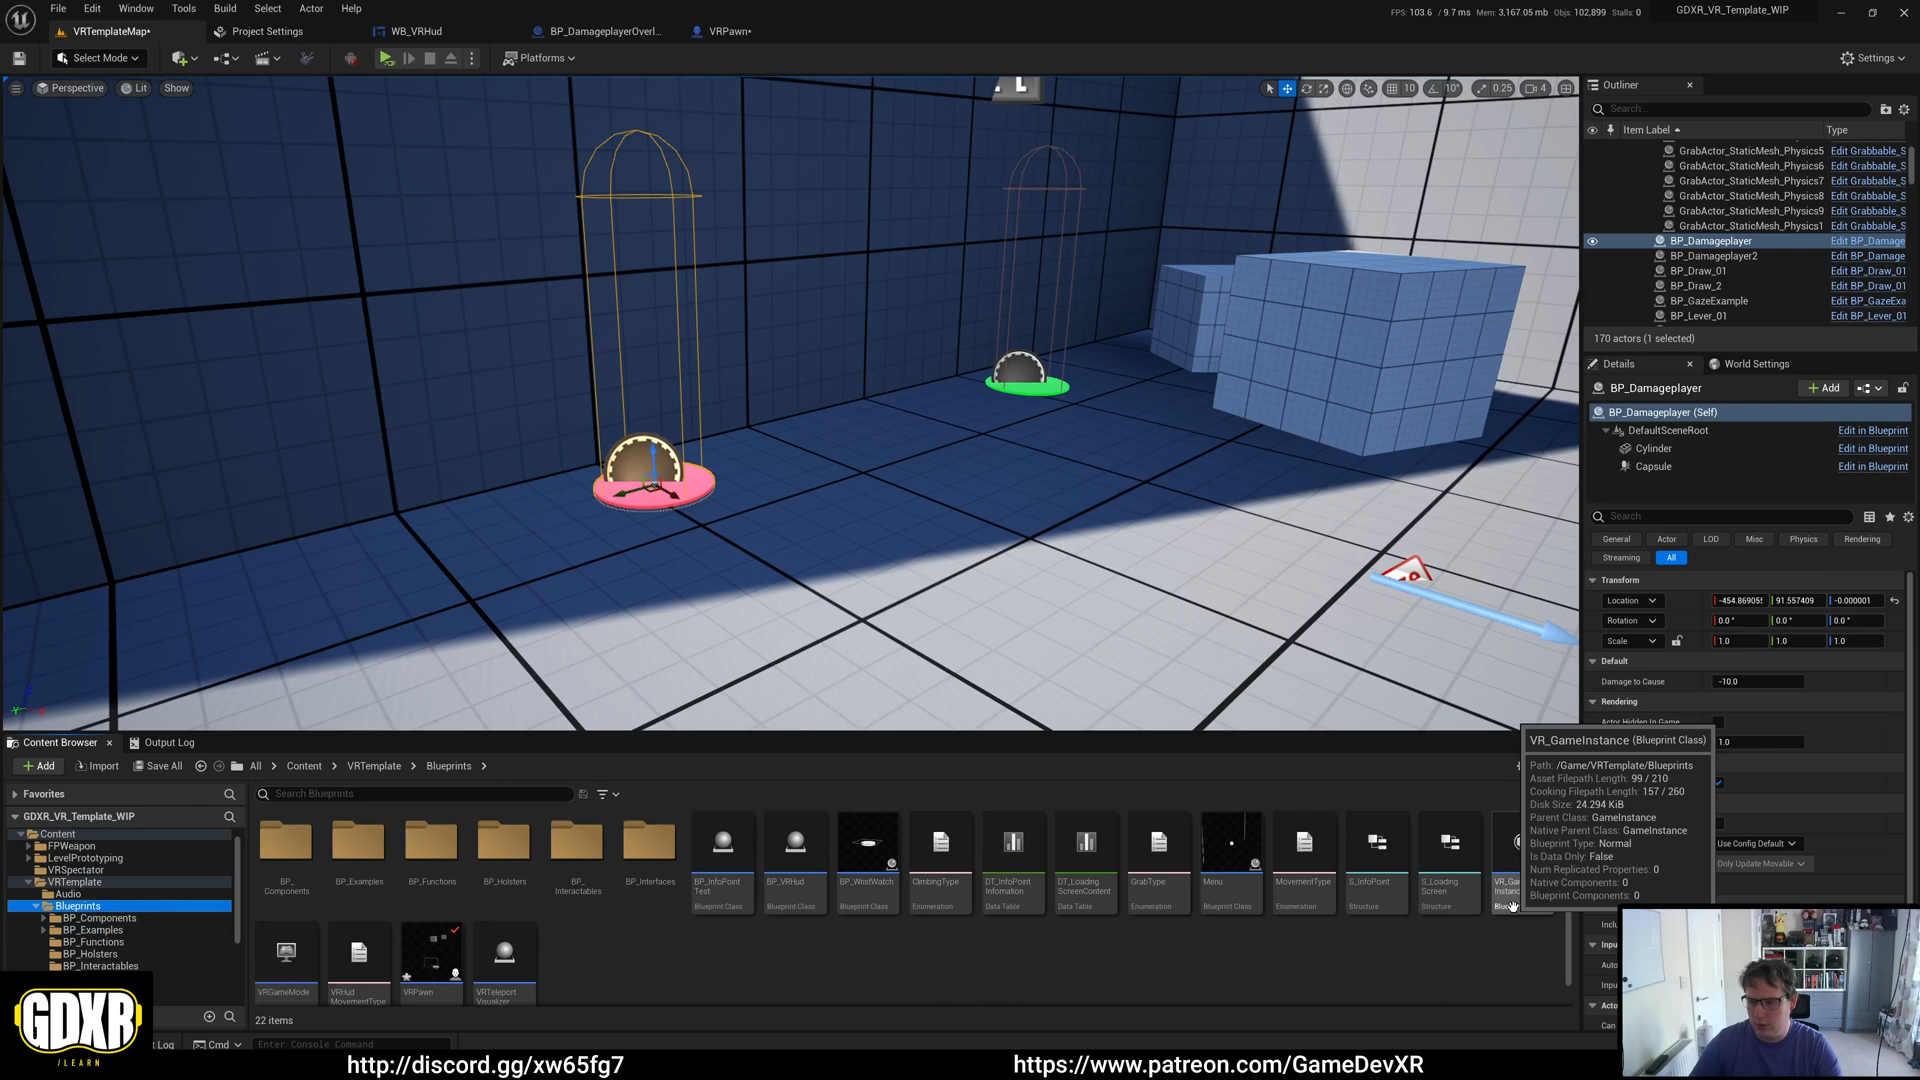 File Edit Window Tools Build Select Actor Help
FPS: 103.6 / 9.7 ms Mem: 3,167.05 mb Objs: 102,899 Stalls: 0
GDXR_VR_Template_WIP
VRTemplateMap*
Project Settings
WB_VRHud
BP_DamageplayerOverl...
VRPawn*
Select Mode
Platforms
Settings
Perspective
Lit
Show
10
10°
0.25
4
L
Outliner
Search...
Item Label
Type
GrabActor_StaticMesh_Physics5 Edit Grabbable_S
GrabActor_StaticMesh_Physics6 Edit Grabbable_S
GrabActor_StaticMesh_Physics7 Edit Grabbable_S
GrabActor_StaticMesh_Physics8 Edit Grabbable_S
GrabActor_StaticMesh_Physics9 Edit Grabbable_S
GrabActor_StaticMesh_Physics1 Edit Grabbable_S
BP_Damageplayer Edit BP_Damage
BP_Damageplayer2 Edit BP_Damage
BP_Draw_01 Edit BP_Draw_01
BP_Draw_2 Edit BP_Draw_01
BP_GazeExample Edit BP_GazeExa
BP_Lever_01 Edit BP_Lever_01
170 actors (1 selected)
Details
World Settings
BP_Damageplayer
Add
BP_Damageplayer (Self)
DefaultSceneRoot Edit in Blueprint
Cylinder Edit in Blueprint
Capsule Edit in Blueprint
Search
General Actor LOD Misc Physics Rendering
Streaming All
Transform
Location -454.86905 91.557409 -0.000001
Rotation 0.0° 0.0° 0.0°
Scale 1.0 1.0 1.0
Default
Damage to Cause -10.0
Rendering
Actor Hidden In Game
1.0
Use Config Default
Only Update Movable
Inclu
Inpu
Auto
Inpu
Acto
Can
VR_GameInstance (Blueprint Class)
Path: /Game/VRTemplate/Blueprints
Asset Filepath Length: 99 / 210
Cooking Filepath Length: 157 / 260
Disk Size: 24.294 KiB
Parent Class: GameInstance
Native Parent Class: GameInstance
Blueprint Type: Normal
Is Data Only: False
Num Replicated Properties: 0
Native Components: 0
Blueprint Components: 0
Content Browser
Output Log
Add
Import
Save All
All
Content
VRTemplate
Blueprints
Favorites
Search Blueprints
GDXR_VR_Template_WIP
Content
FPWeapon
LevelPrototyping
VRSpectator
VRTemplate
Audio
Blueprints
BP_Components
BP_Examples
BP_Functions
BP_Holsters
BP_Interactables
BP_
Components
BP_Examples
BP_Functions
BP_Holsters
BP_
Interactables
BP_Interfaces
BP_InfoPoint
Test
Blueprint Class
BP_VRHud
Blueprint Class
BP_WristWatch
Blueprint Class
ClimbingType
Enumeration
DT_InfoPoint
Infomation
Data Table
DT_Loading
ScreenContent
Data Table
GrabType
Enumeration
Menu
Blueprint Class
MovementType
Enumeration
S_InfoPoint
Structure
S_Loading
Screen
Structure
VR_Gam
Instanc
VRGameMode
VRHud
MovementType
VRPawn
VRTeleport
Visualizer
22 items
t Log
Cmd
Enter Console Command
GDXR
/LEARN
http://discord.gg/xw65fg7
https://www.patreon.com/GameDevXR